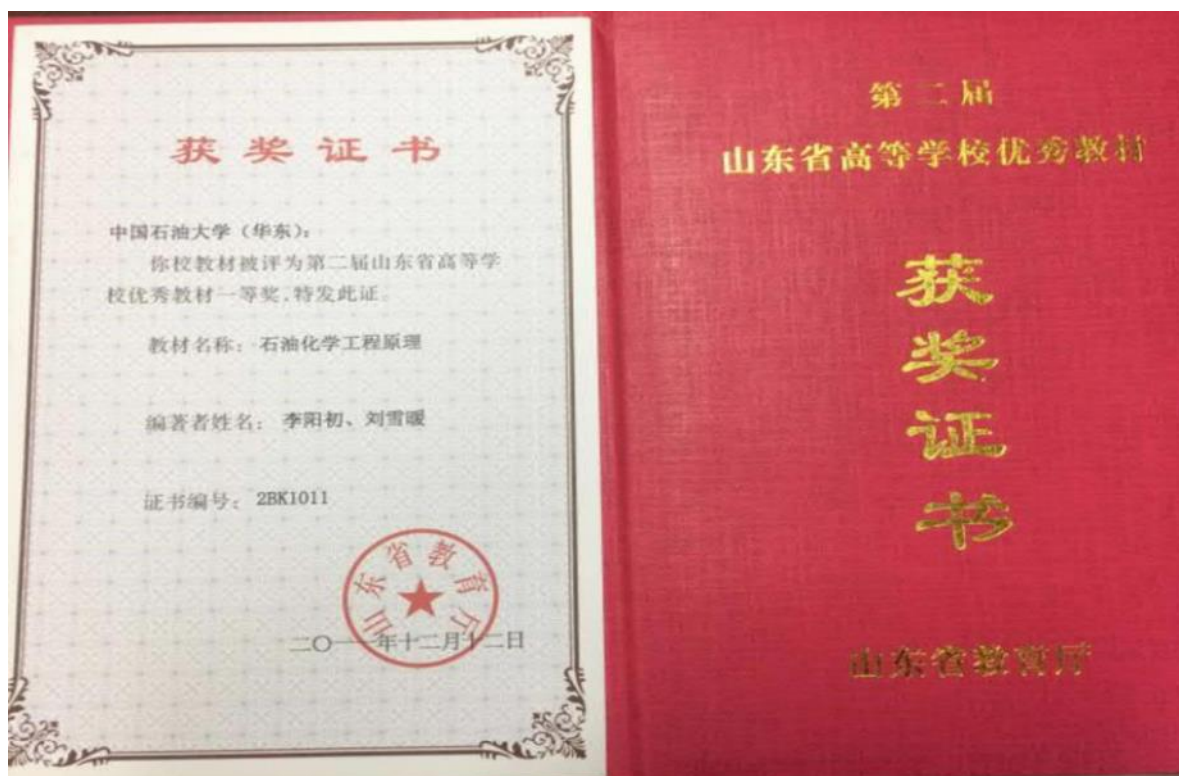 获奖证书
中国石油大学（华东）：
你校教材被评为第二届山东省高等学
校优秀教材一等奖，特发此证。
教材名称：石油化学工程原理
编著者姓名：李阳初、刘雪暖
证书编号：2BK1011
山东省教育厅
二〇一一年十二月十二日
第二届
山东省高等学校优秀教材
获
奖
证
书
山东省教育厅